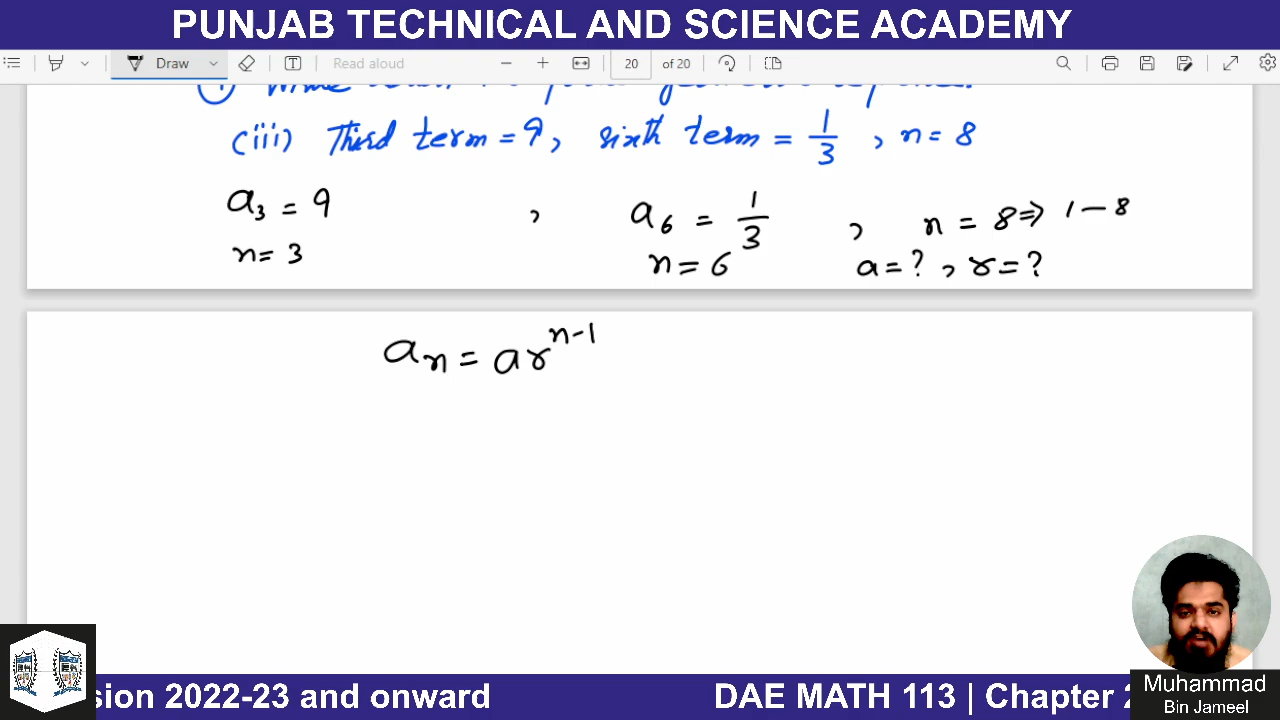 PUNJAB TECHNICAL AND SCIENCE ACADEMY
Draw Read aloud 20 of 20
(iii) Third term = 9, sixth term = 1/3, n = 8
a₃ = 9 , a₆ = 1/3 , n = 8 ⇒ 1 – 8
n = 3 n = 6 a = ?, r = ?
aₙ = arⁿ⁻¹
sion 2022-23 and onward DAE MATH 113 | Chapter 2
Muhammad
Bin Jameel